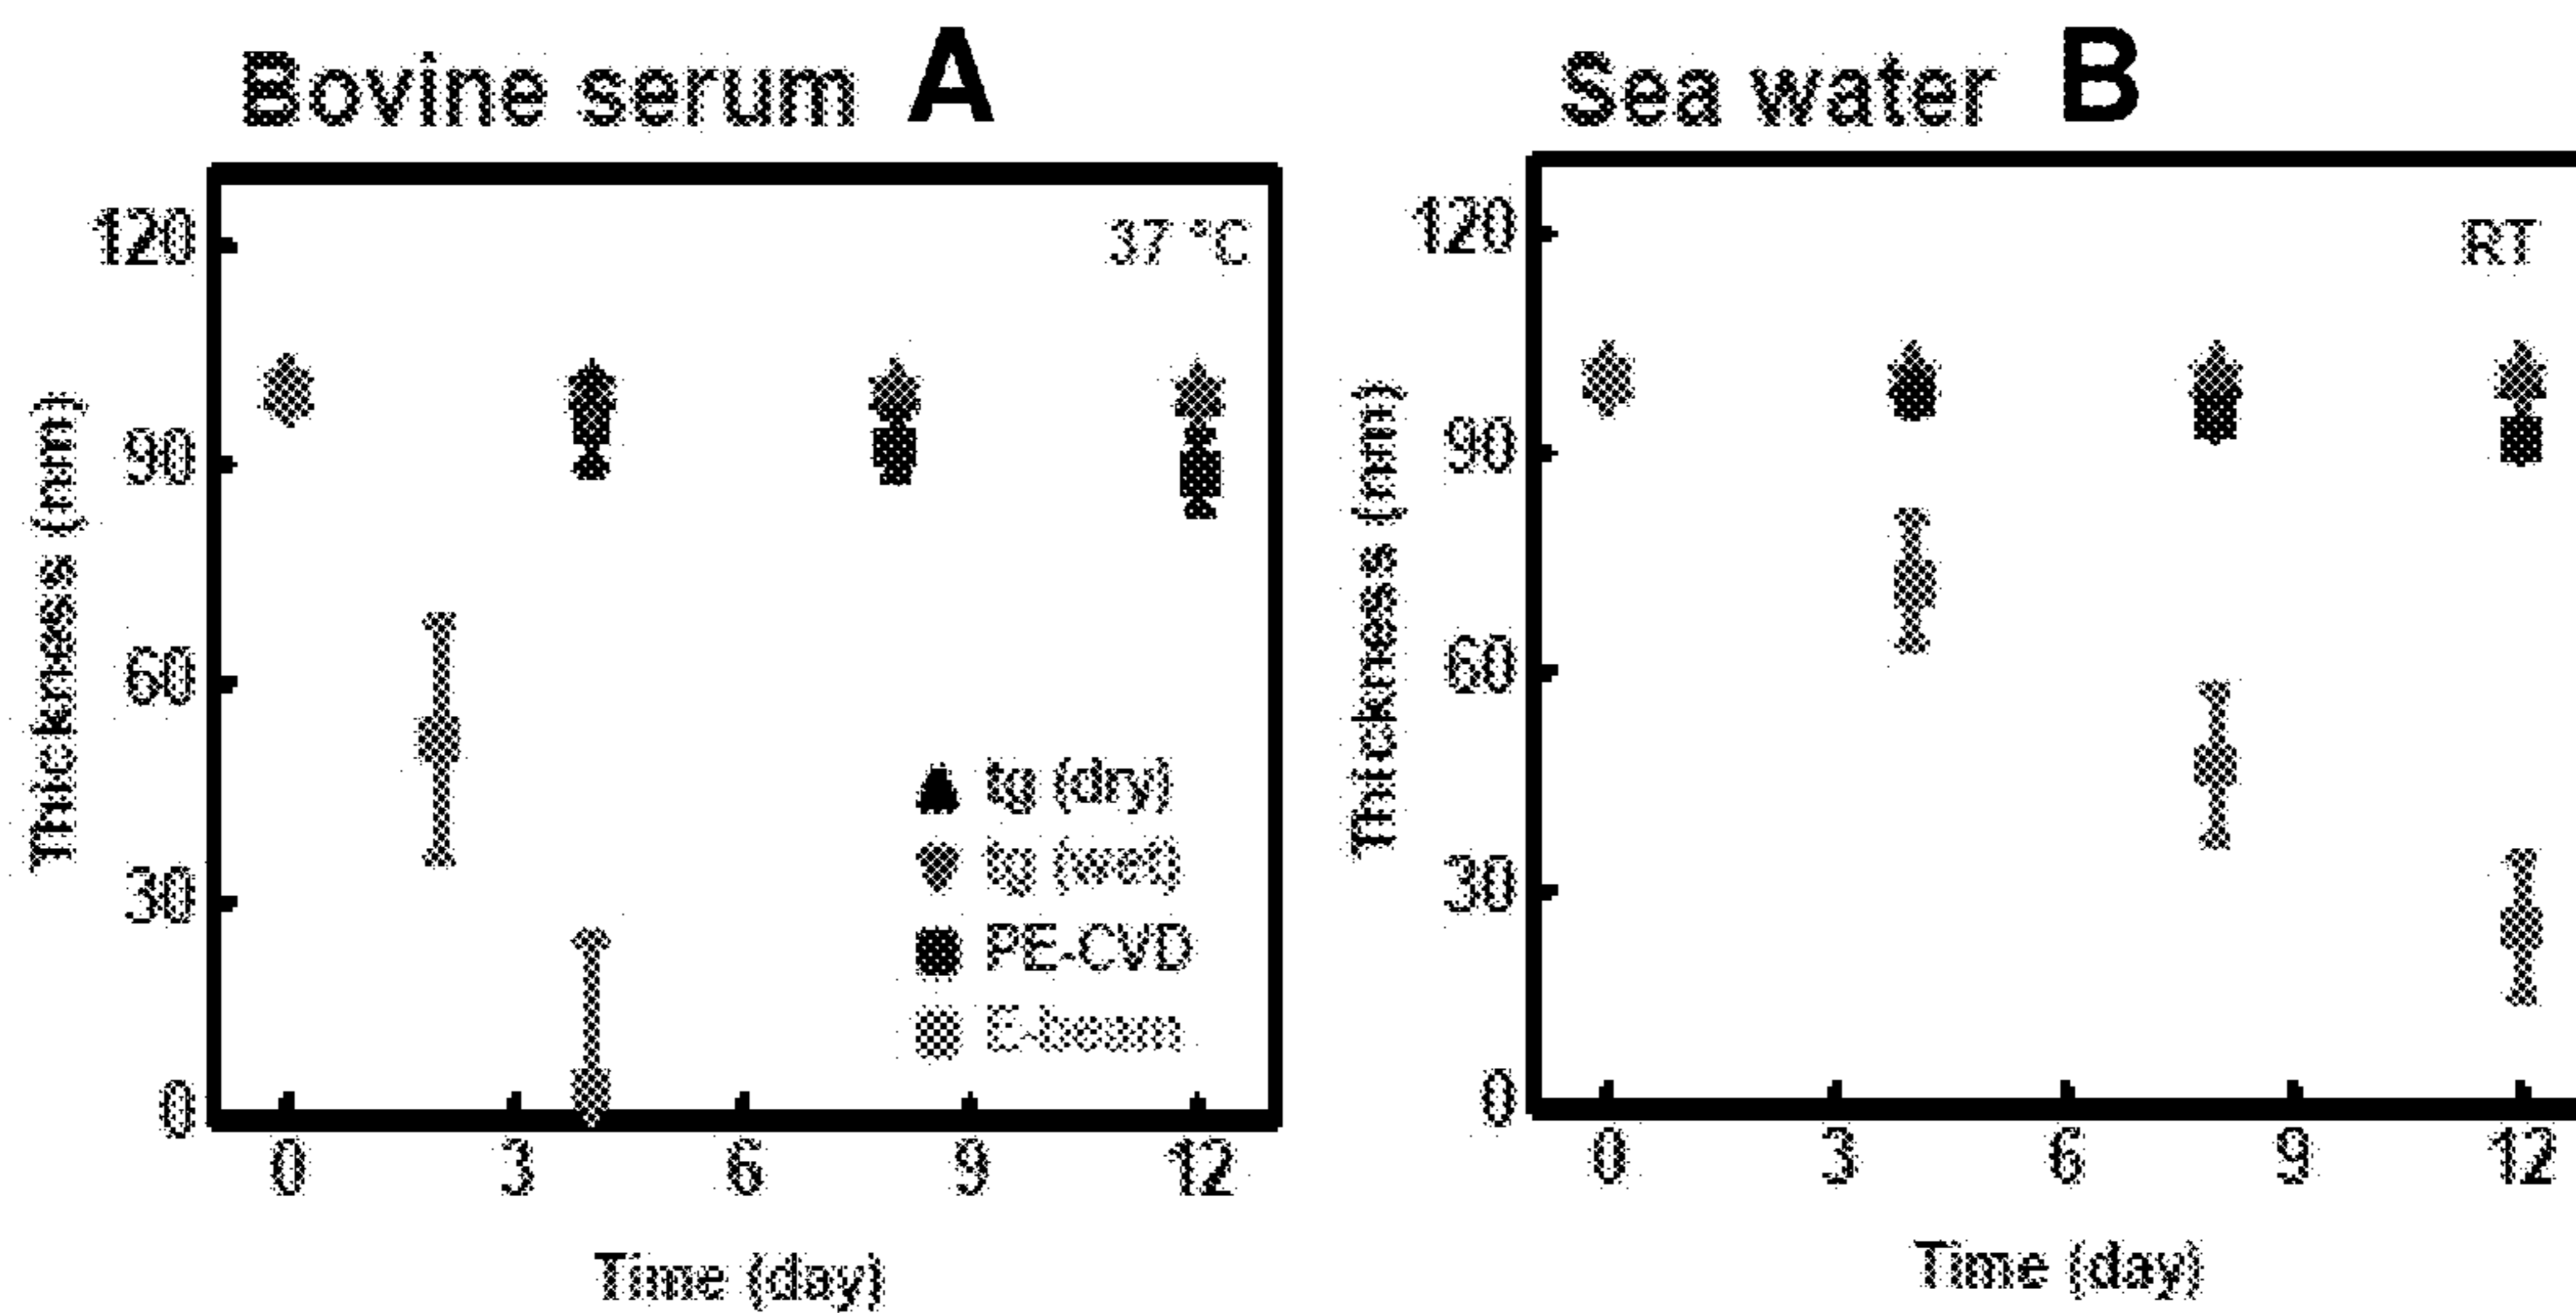 Bovine serum A
120
90
60
30
0
Thickness (nm)
37 °C
tg (dry)
tg (wet)
PE-CVD
E-beam
0 3 6 9 12
Time (day)
Sea water B
120
90
60
30
0
Thickness (nm)
RT
0 3 6 9 12
Time (day)